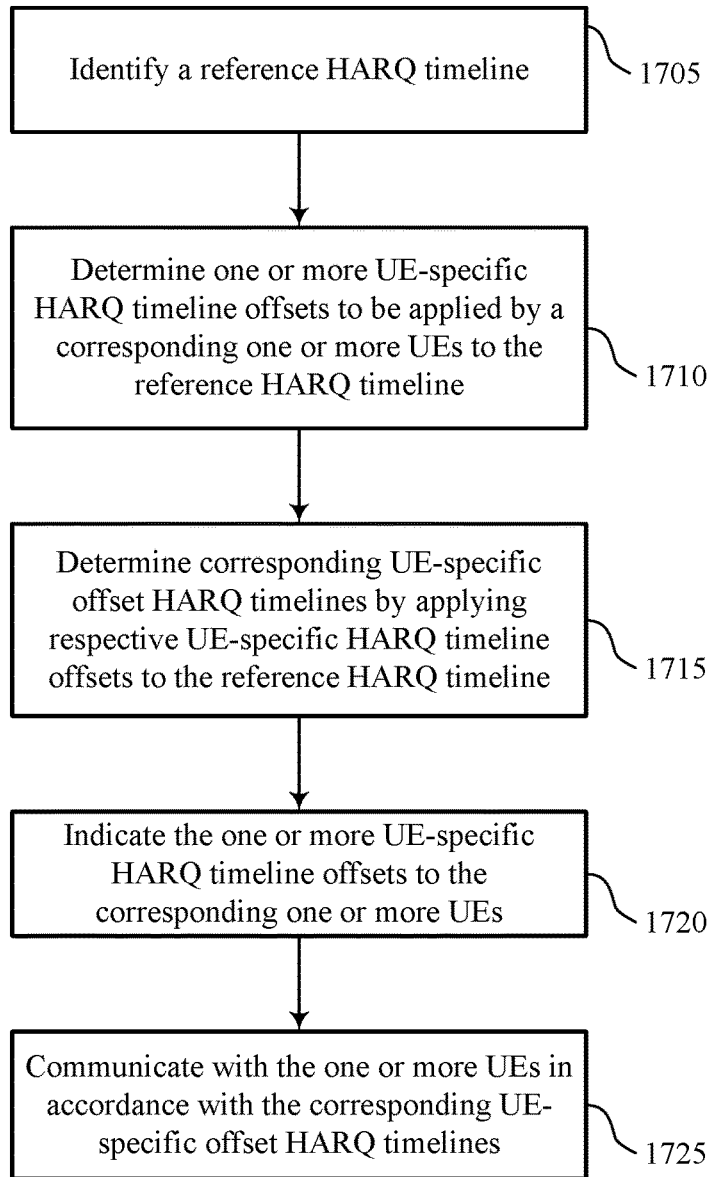 Identify a reference HARQ timeline
1705
Determine one or more UE-specific
HARQ timeline offsets to be applied by a
corresponding one or more UEs to the
reference HARQ timeline
1710
Determine corresponding UE-specific
offset HARQ timelines by applying
respective UE-specific HARQ timeline
offsets to the reference HARQ timeline
1715
Indicate the one or more UE-specific
HARQ timeline offsets to the
corresponding one or more UEs
1720
Communicate with the one or more UEs in
accordance with the corresponding UE-
specific offset HARQ timelines
1725